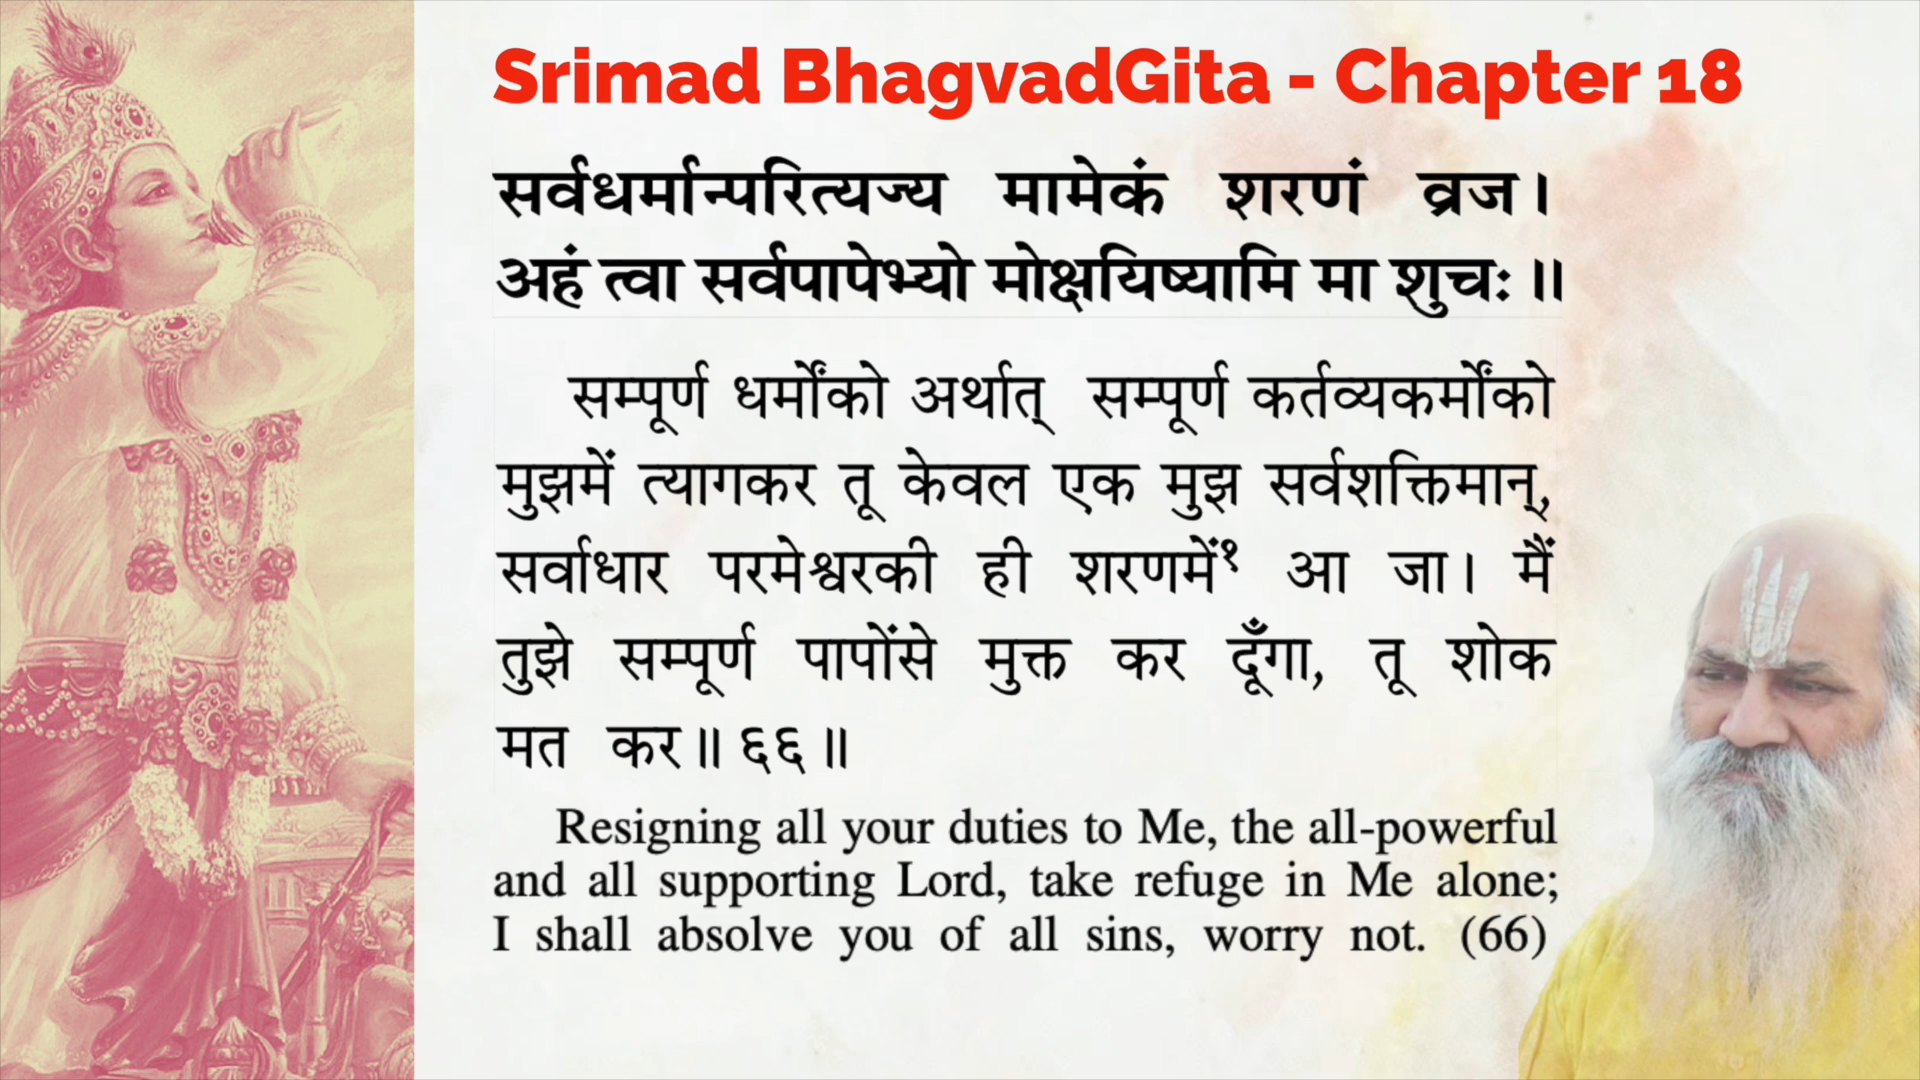 Srimad BhagvadGita - Chapter 18
सर्वधर्मान्परित्यज्य मामेकं शरणं व्रज।
अहं त्वा सर्वपापेभ्यो मोक्षयिष्यामि मा शुचः॥
सम्पूर्ण धर्मोंको अर्थात् सम्पूर्ण कर्तव्यकर्मोंको
मुझमें त्यागकर तू केवल एक मुझ सर्वशक्तिमान्,
सर्वाधार परमेश्वरकी ही शरणमें१ आ जा। मैं
तुझे सम्पूर्ण पापोंसे मुक्त कर दूँगा, तू शोक
मत कर॥ ६६॥
Resigning all your duties to Me, the all-powerful
and all supporting Lord, take refuge in Me alone;
I shall absolve you of all sins, worry not. (66)